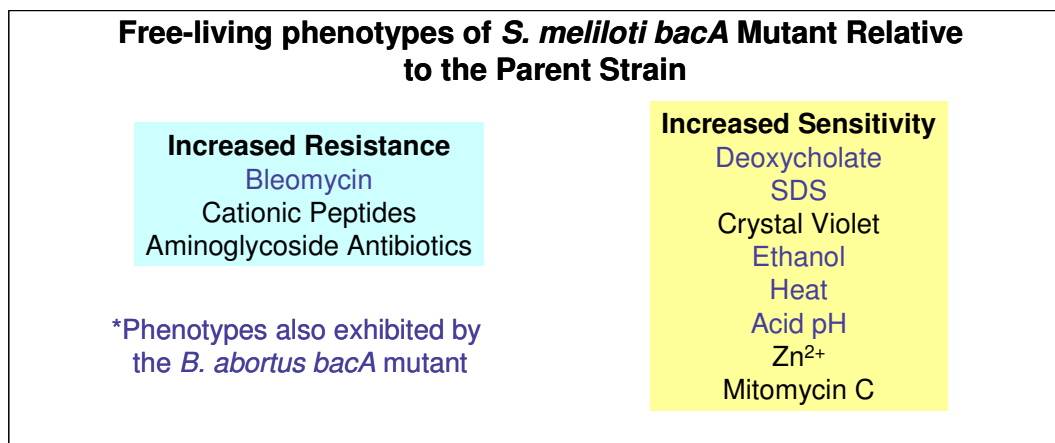 Free-living phenotypes of S. meliloti bacA Mutant Relative
to the Parent Strain
Increased Resistance
Bleomycin
Cationic Peptides
Aminoglycoside Antibiotics
*Phenotypes also exhibited by
the B. abortus bacA mutant
Increased Sensitivity
Deoxycholate
SDS
Crystal Violet
Ethanol
Heat
Acid pH
Zn²⁺
Mitomycin C